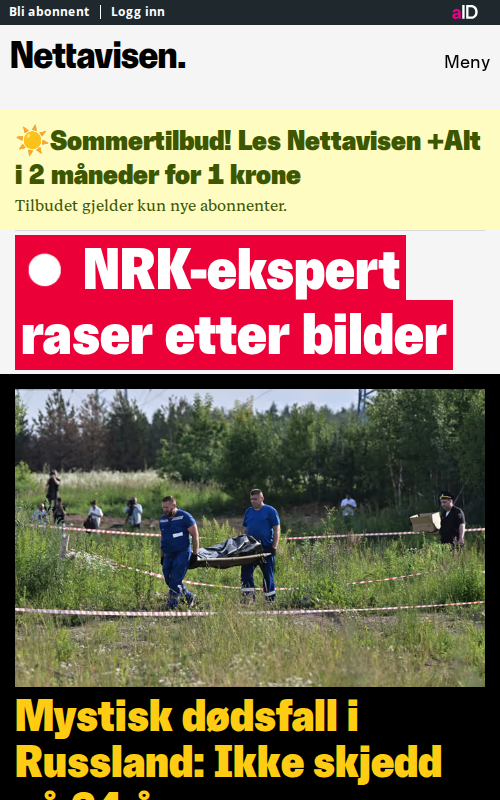 Bli abonnent
Logg inn
aID
Nettavisen.
Meny
Sommertilbud! Les Nettavisen +Alt
i 2 måneder for 1 krone
Tilbudet gjelder kun nye abonnenter.
NRK-ekspert
raser etter bilder
Mystisk dødsfall i
Russland: Ikke skjedd